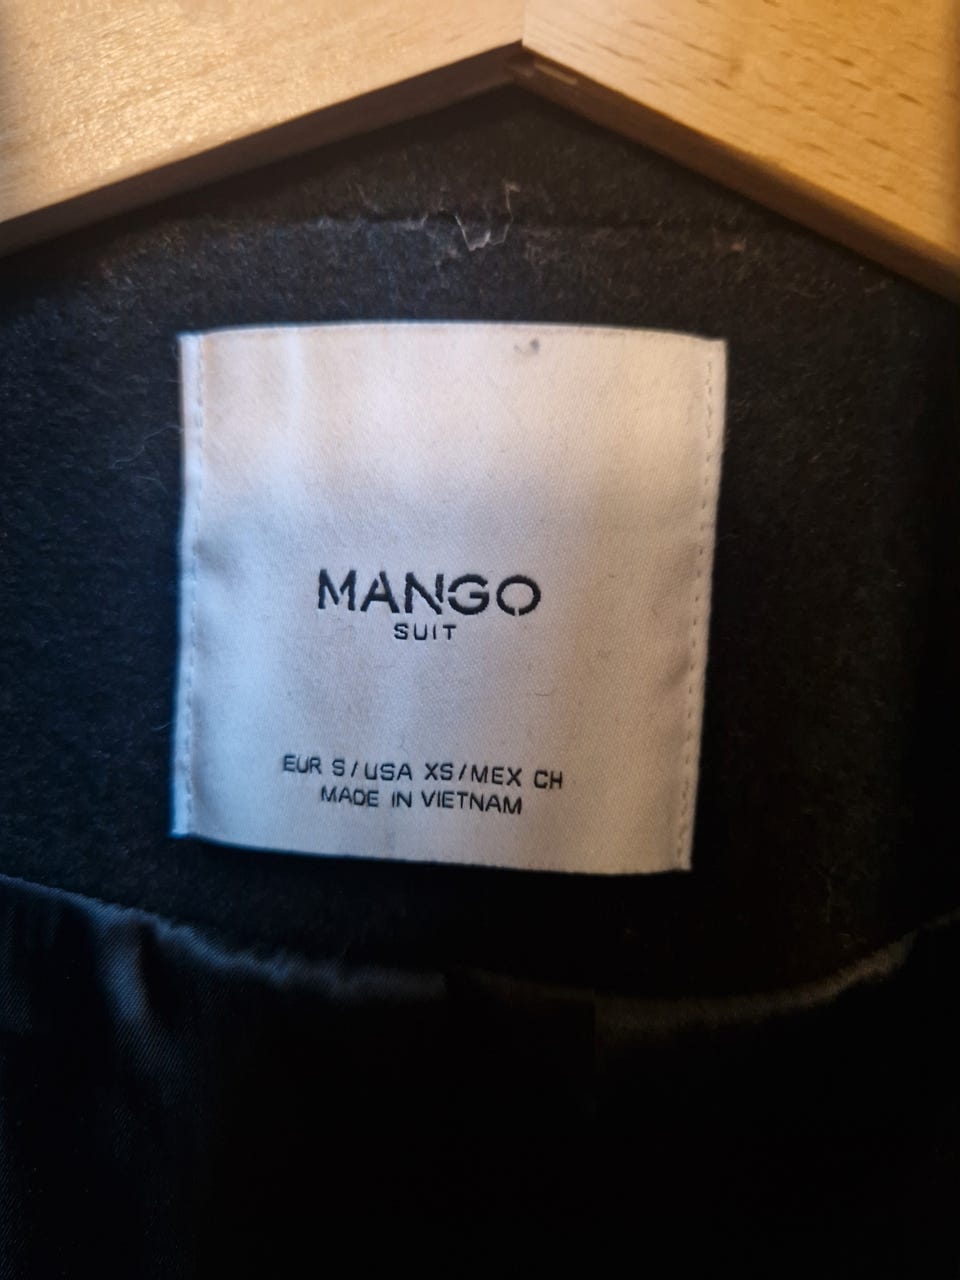 MANGO
SUIT
EUR S/USA XS/MEX CH
MADE IN VIETNAM